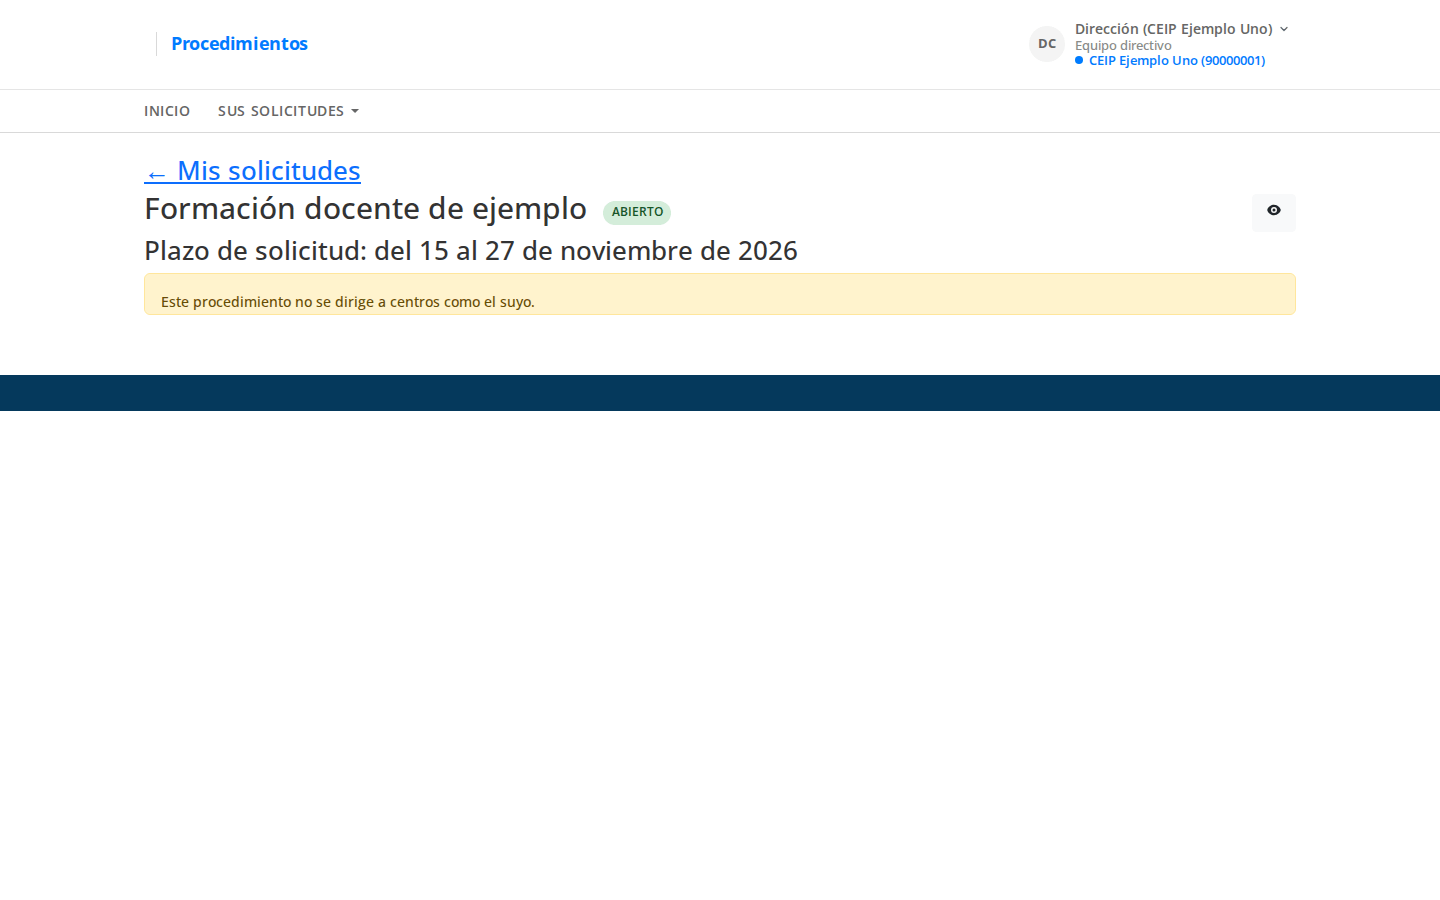 Procedimientos
DC
Dirección (CEIP Ejemplo Uno)
Equipo directivo
CEIP Ejemplo Uno (90000001)
INICIO
SUS SOLICITUDES
← Mis solicitudes
Formación docente de ejemplo ABIERTO
Plazo de solicitud: del 15 al 27 de noviembre de 2026
Este procedimiento no se dirige a centros como el suyo.